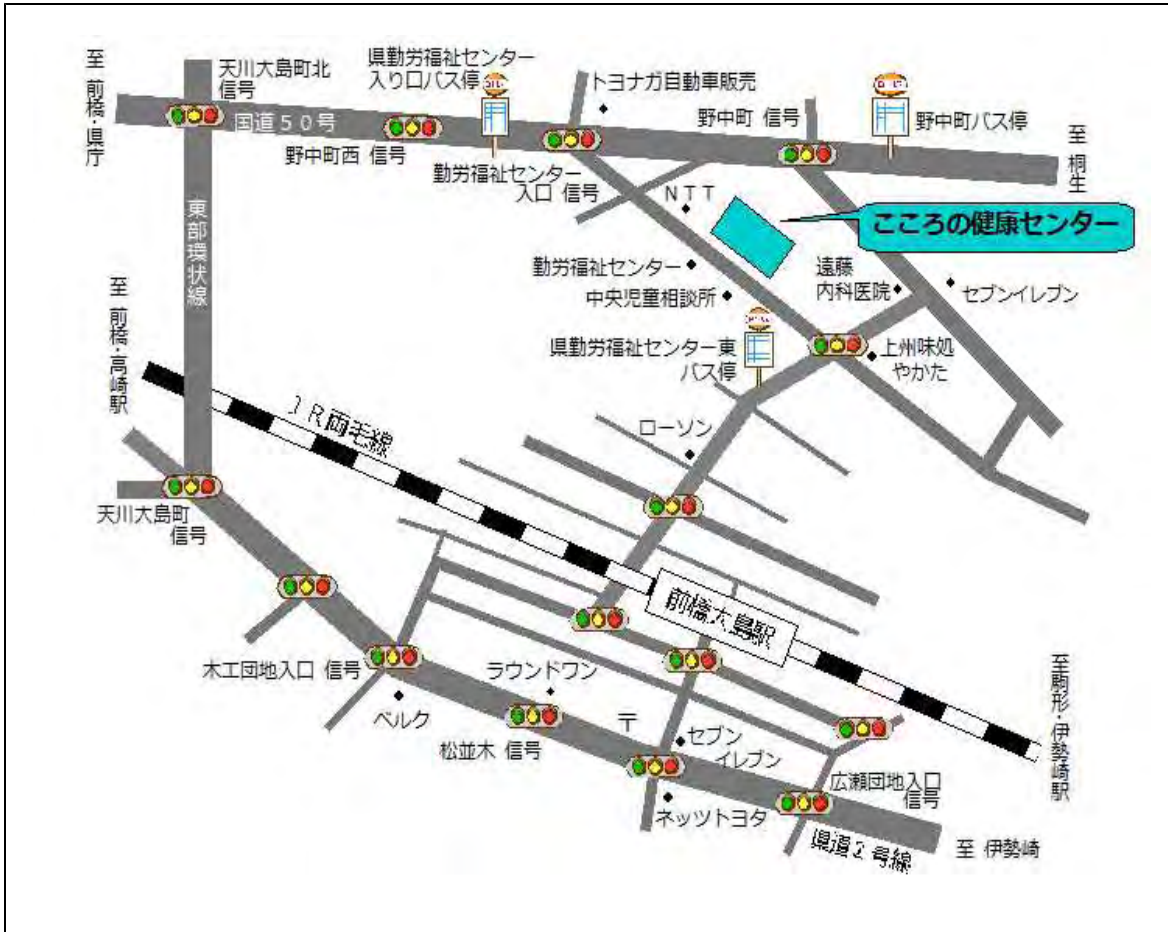 至 前橋・県庁
天川大島町北
信号
県勤労福祉センター
入り口バス停
トヨナガ自動車販売
野中町 信号
野中町バス停
至 桐生
国道50号
野中町西 信号
勤労福祉センター
入口 信号
NTT
こころの健康センター
東部環状線
勤労福祉センター
中央児童相談所
遠藤
内科医院
セブンイレブン
至 前橋・高崎駅
県勤労福祉センター東
バス停
上州味処
やかた
JR両毛線
ローソン
天川大島町
信号
前橋大島駅
木工団地入口 信号
ベルク
ラウンドワン
松並木 信号
〒
セブン
イレブン
ネッツトヨタ
広瀬団地入口
信号
至駒形・伊勢崎駅
県道2号線
至 伊勢崎